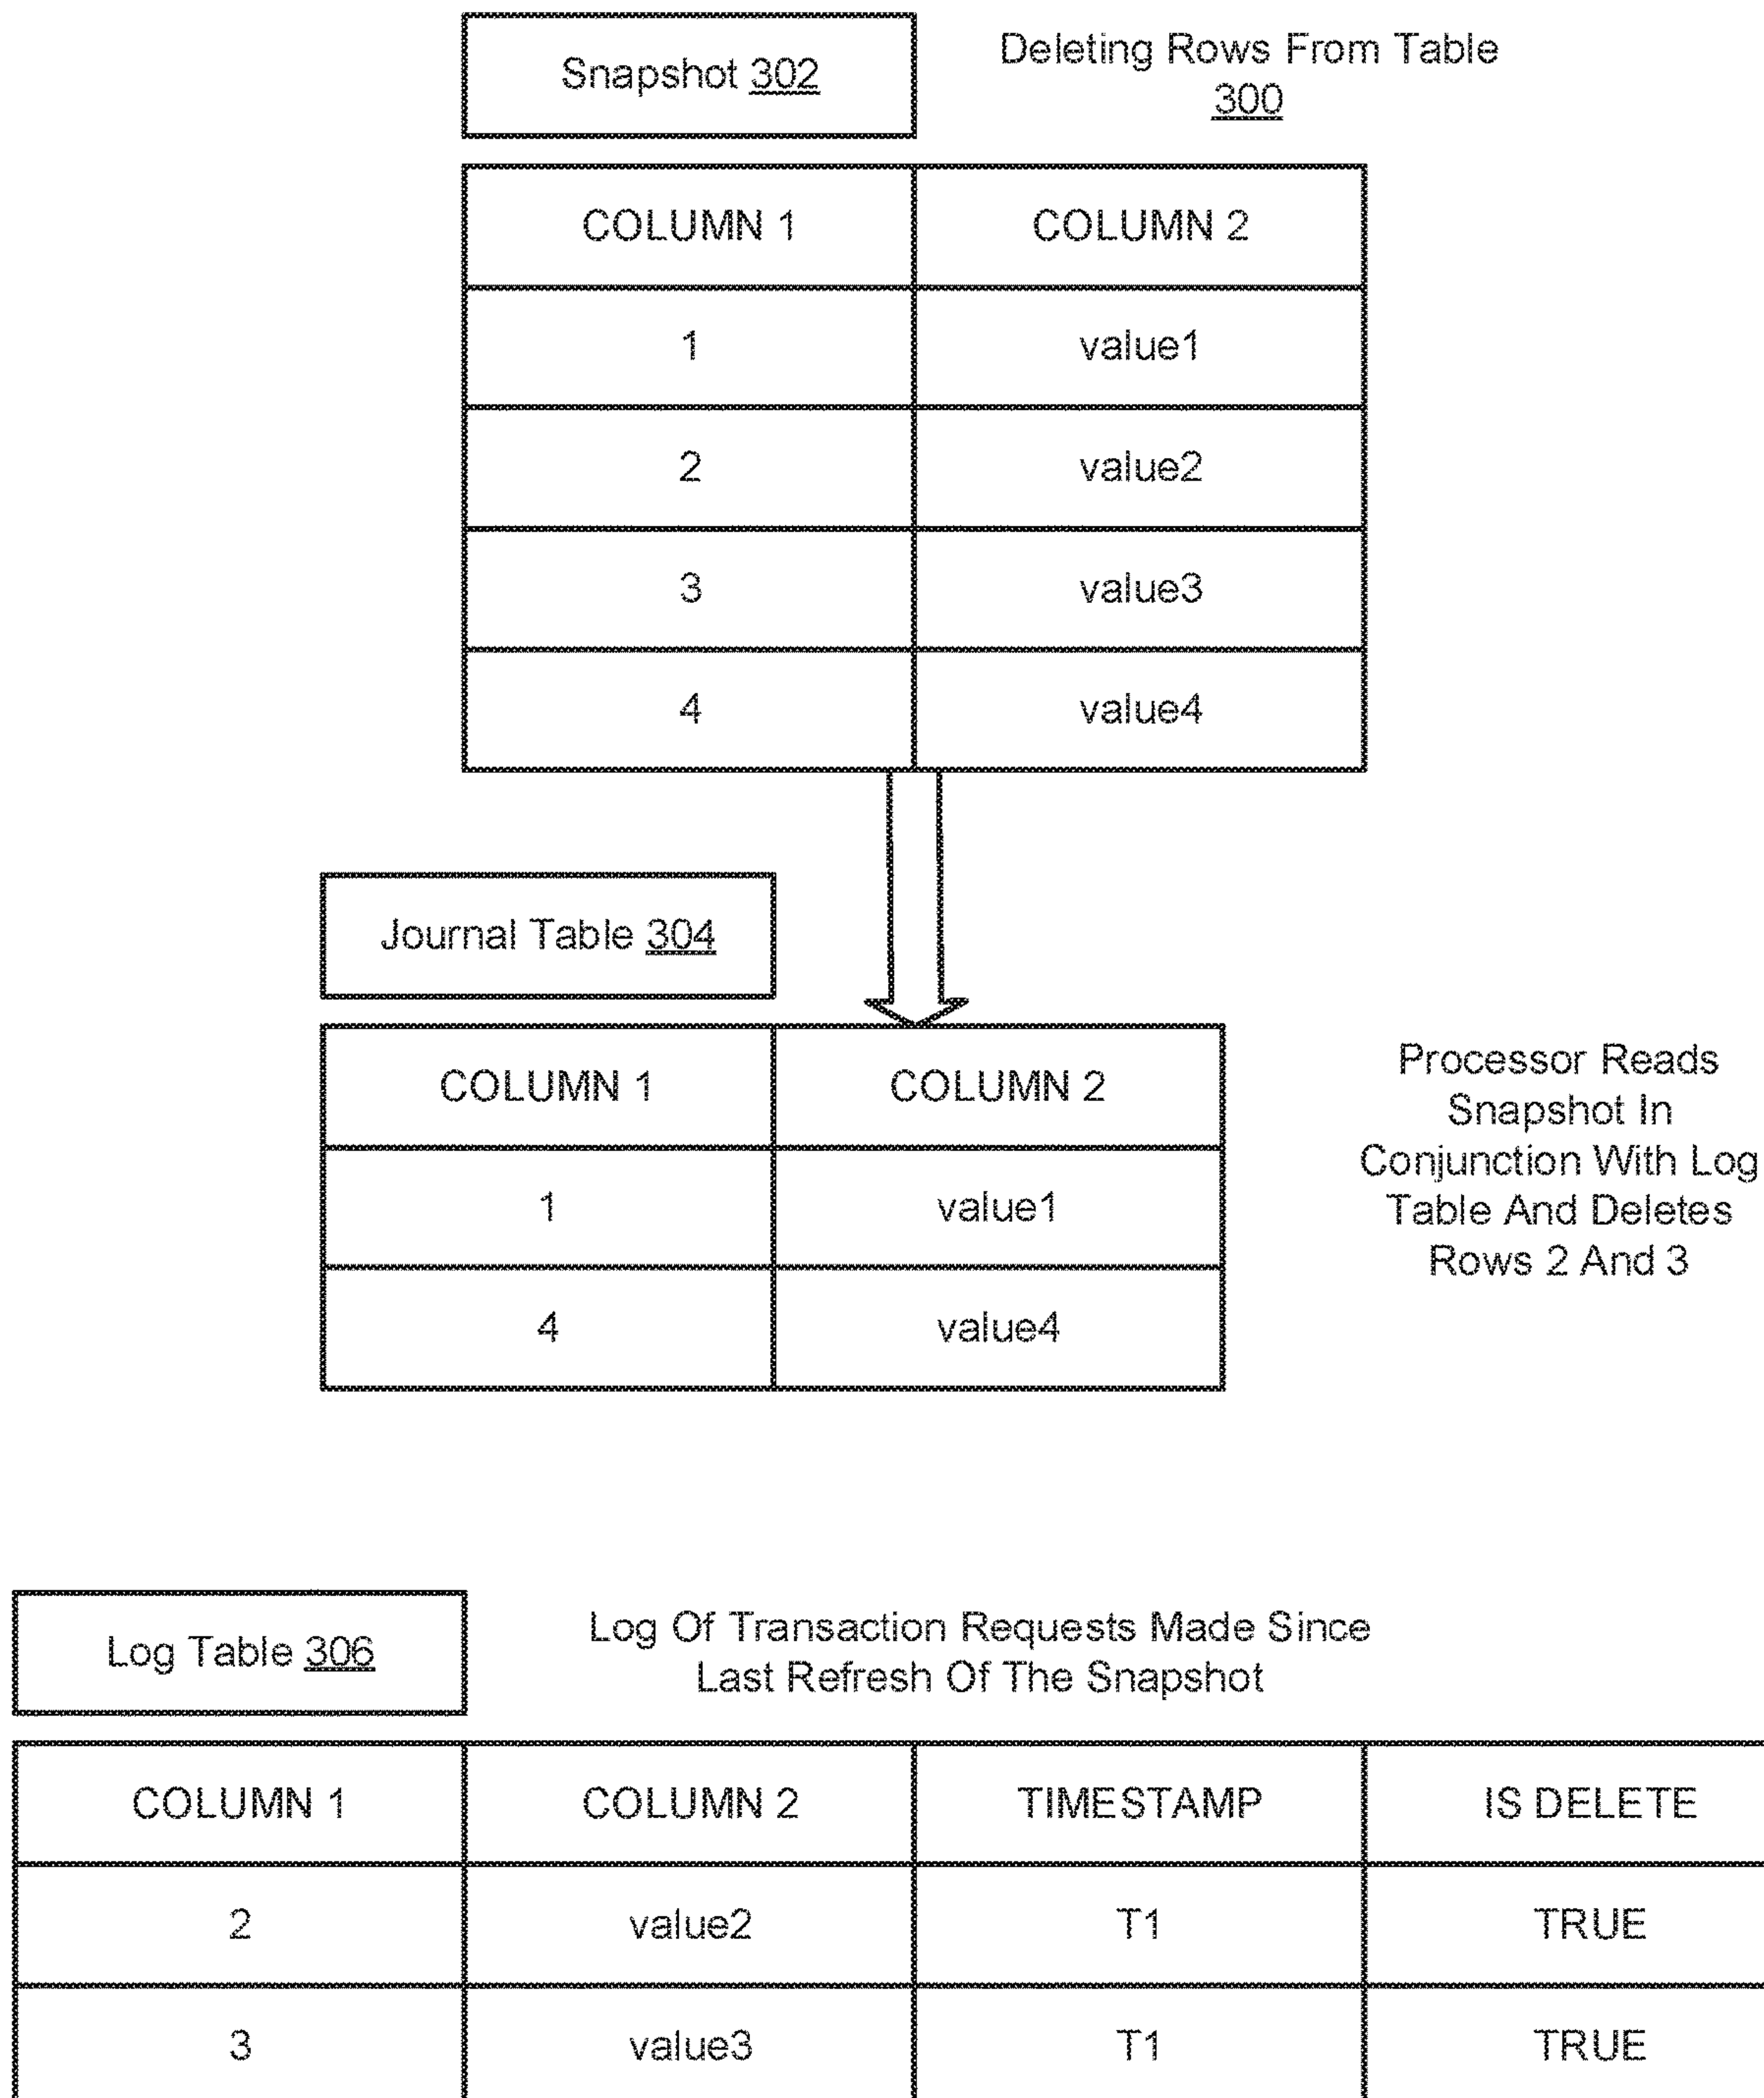 Snapshot 302
Deleting Rows From Table
300
COLUMN 1 COLUMN 2
1 value1
2 value2
3 value3
4 value4
Journal Table 304
COLUMN 1 COLUMN 2
1 value1
4 value4
Processor Reads
Snapshot In
Conjunction With Log
Table And Deletes
Rows 2 And 3
Log Table 306
Log Of Transaction Requests Made Since
Last Refresh Of The Snapshot
COLUMN 1 COLUMN 2 TIMESTAMP IS DELETE
2 value2 T1 TRUE
3 value3 T1 TRUE